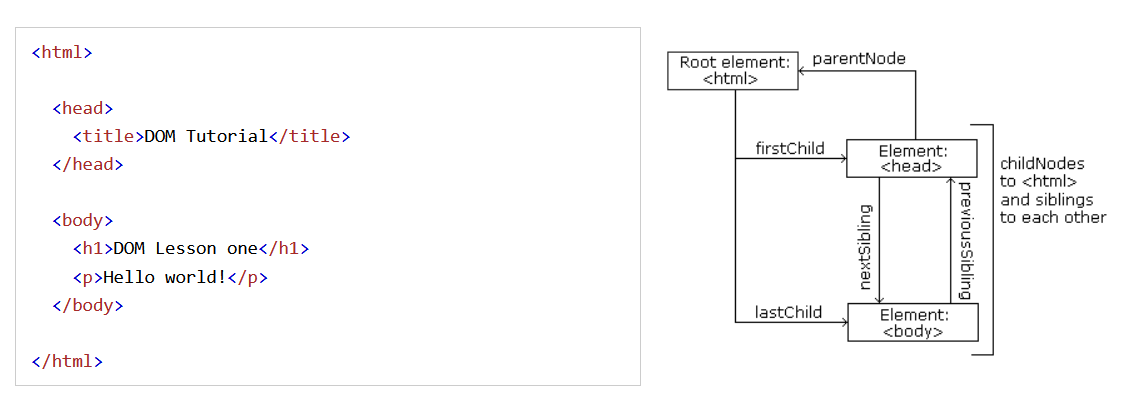 <html>
<head>
<title>DOM Tutorial</title>
</head>
<body>
<h1>DOM Lesson one</h1>
<p>Hello world!</p>
</body>
</html>
Root element:
<html>
parentNode
firstChild
Element:
<head>
nextSibling
previousSibling
lastChild
Element:
<body>
childNodes
to <html>
and siblings
to each other